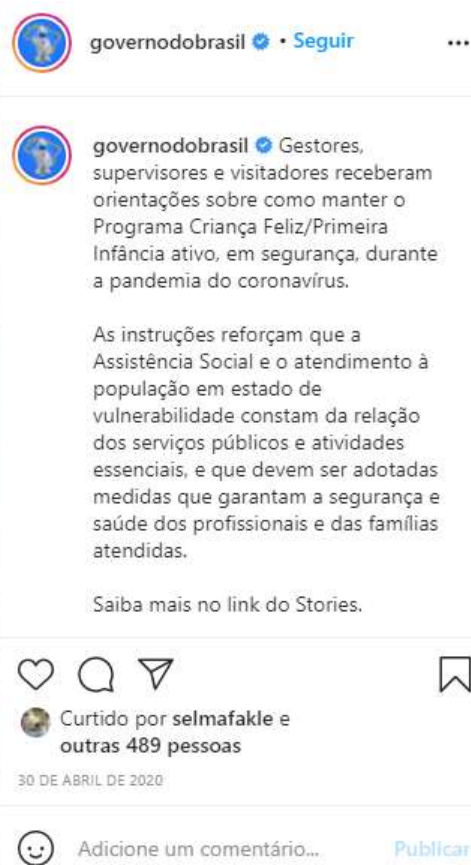 governodobrasil • Seguir
governodobrasil Gestores,
supervisores e visitadores receberam
orientações sobre como manter o
Programa Criança Feliz/Primeira
Infância ativo, em segurança, durante
a pandemia do coronavírus.
As instruções reforçam que a
Assistência Social e o atendimento à
população em estado de
vulnerabilidade constam da relação
dos serviços públicos e atividades
essenciais, e que devem ser adotadas
medidas que garantam a segurança e
saúde dos profissionais e das famílias
atendidas.
Saiba mais no link do Stories.
Curtido por selmafakle e
outras 489 pessoas
30 DE ABRIL DE 2020
Adicione um comentário... Publicar